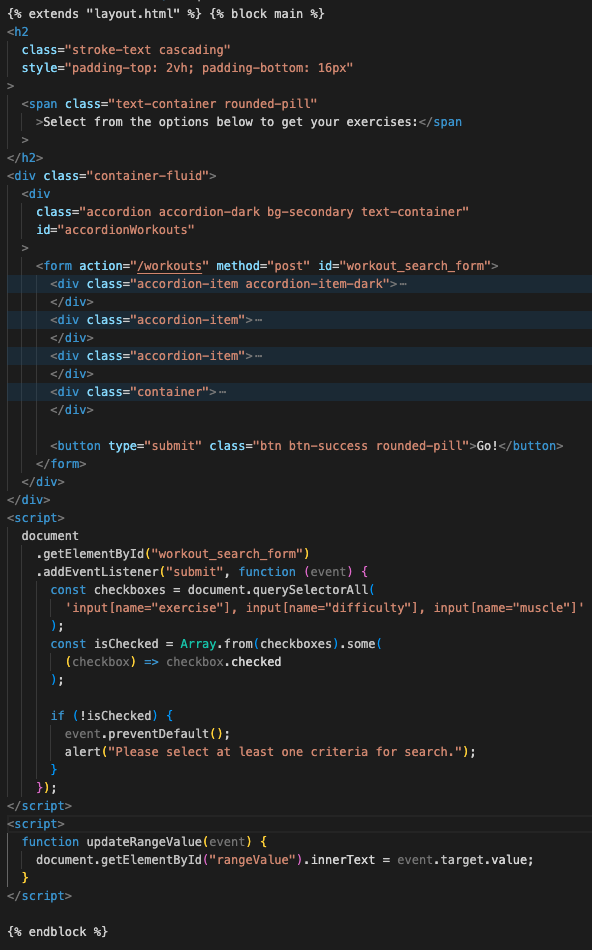 {% extends "layout.html" %} {% block main %}
<h2
  class="stroke-text cascading"
  style="padding-top: 2vh; padding-bottom: 16px"
>
  <span class="text-container rounded-pill"
    >Select from the options below to get your exercises:</span
  >
</h2>
<div class="container-fluid">
  <div
    class="accordion accordion-dark bg-secondary text-container"
    id="accordionWorkouts"
  >
    <form action="/workouts" method="post" id="workout_search_form">
      <div class="accordion-item accordion-item-dark">⋯
      </div>
      <div class="accordion-item">⋯
      </div>
      <div class="accordion-item">⋯
      </div>
      <div class="container">⋯
      </div>

      <button type="submit" class="btn btn-success rounded-pill">Go!</button>
    </form>
  </div>
</div>
<script>
  document
    .getElementById("workout_search_form")
    .addEventListener("submit", function (event) {
      const checkboxes = document.querySelectorAll(
        'input[name="exercise"], input[name="difficulty"], input[name="muscle"]'
      );
      const isChecked = Array.from(checkboxes).some(
        (checkbox) => checkbox.checked
      );

      if (!isChecked) {
        event.preventDefault();
        alert("Please select at least one criteria for search.");
      }
    });
</script>
<script>
  function updateRangeValue(event) {
    document.getElementById("rangeValue").innerText = event.target.value;
  }
</script>

{% endblock %}